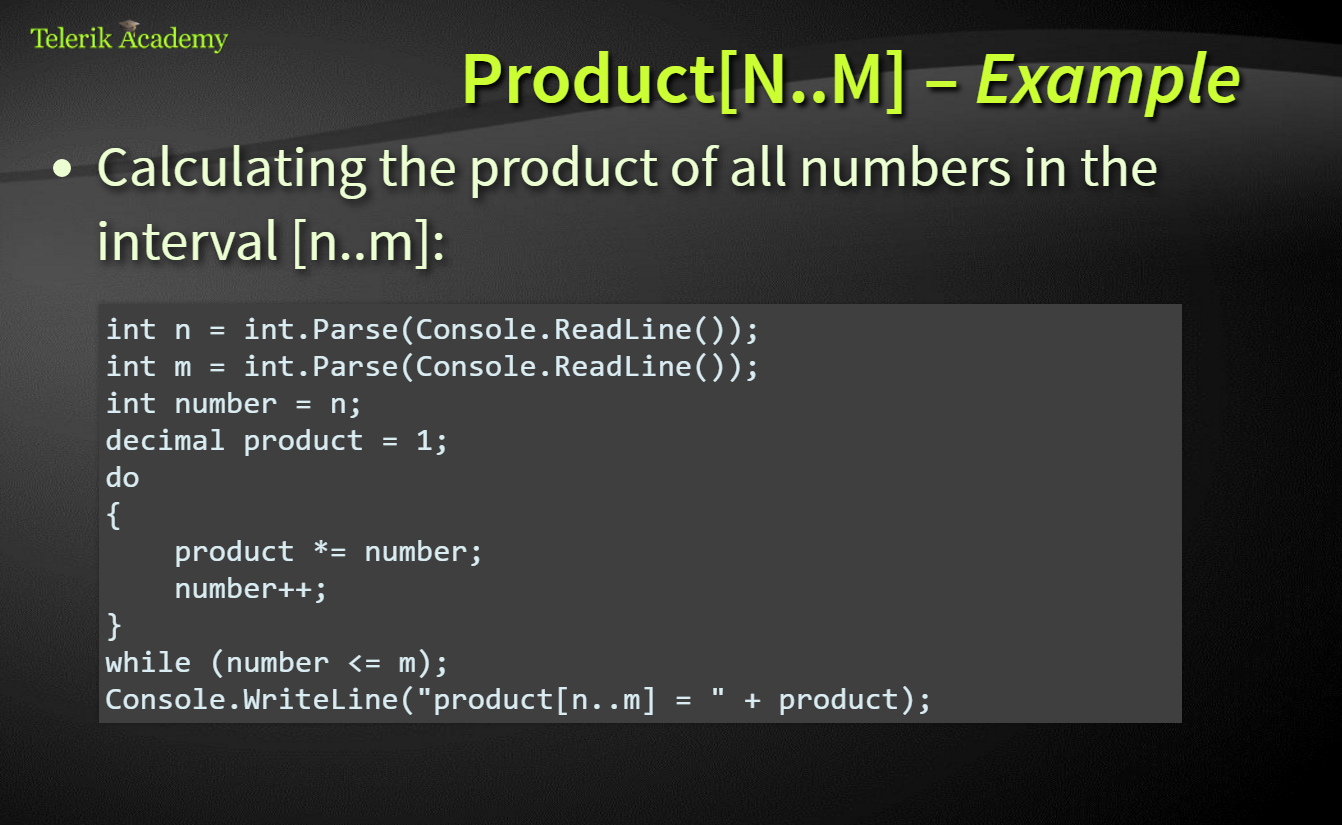 Telerik Academy
Product[N..M] – Example
• Calculating the product of all numbers in the
interval [n..m]:
int n = int.Parse(Console.ReadLine());
int m = int.Parse(Console.ReadLine());
int number = n;
decimal product = 1;
do
{
    product *= number;
    number++;
}
while (number <= m);
Console.WriteLine("product[n..m] = " + product);